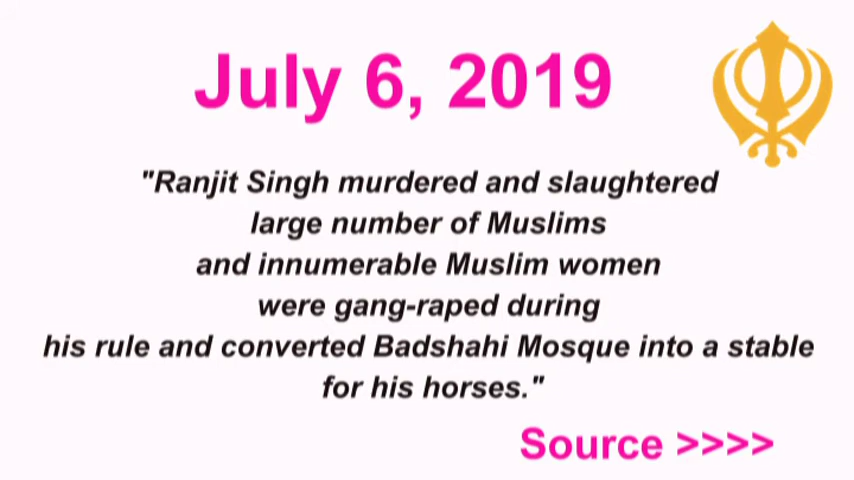 July 6, 2019
"Ranjit Singh murdered and slaughtered
large number of Muslims
and innumerable Muslim women
were gang-raped during
his rule and converted Badshahi Mosque into a stable
for his horses."
Source >>>>